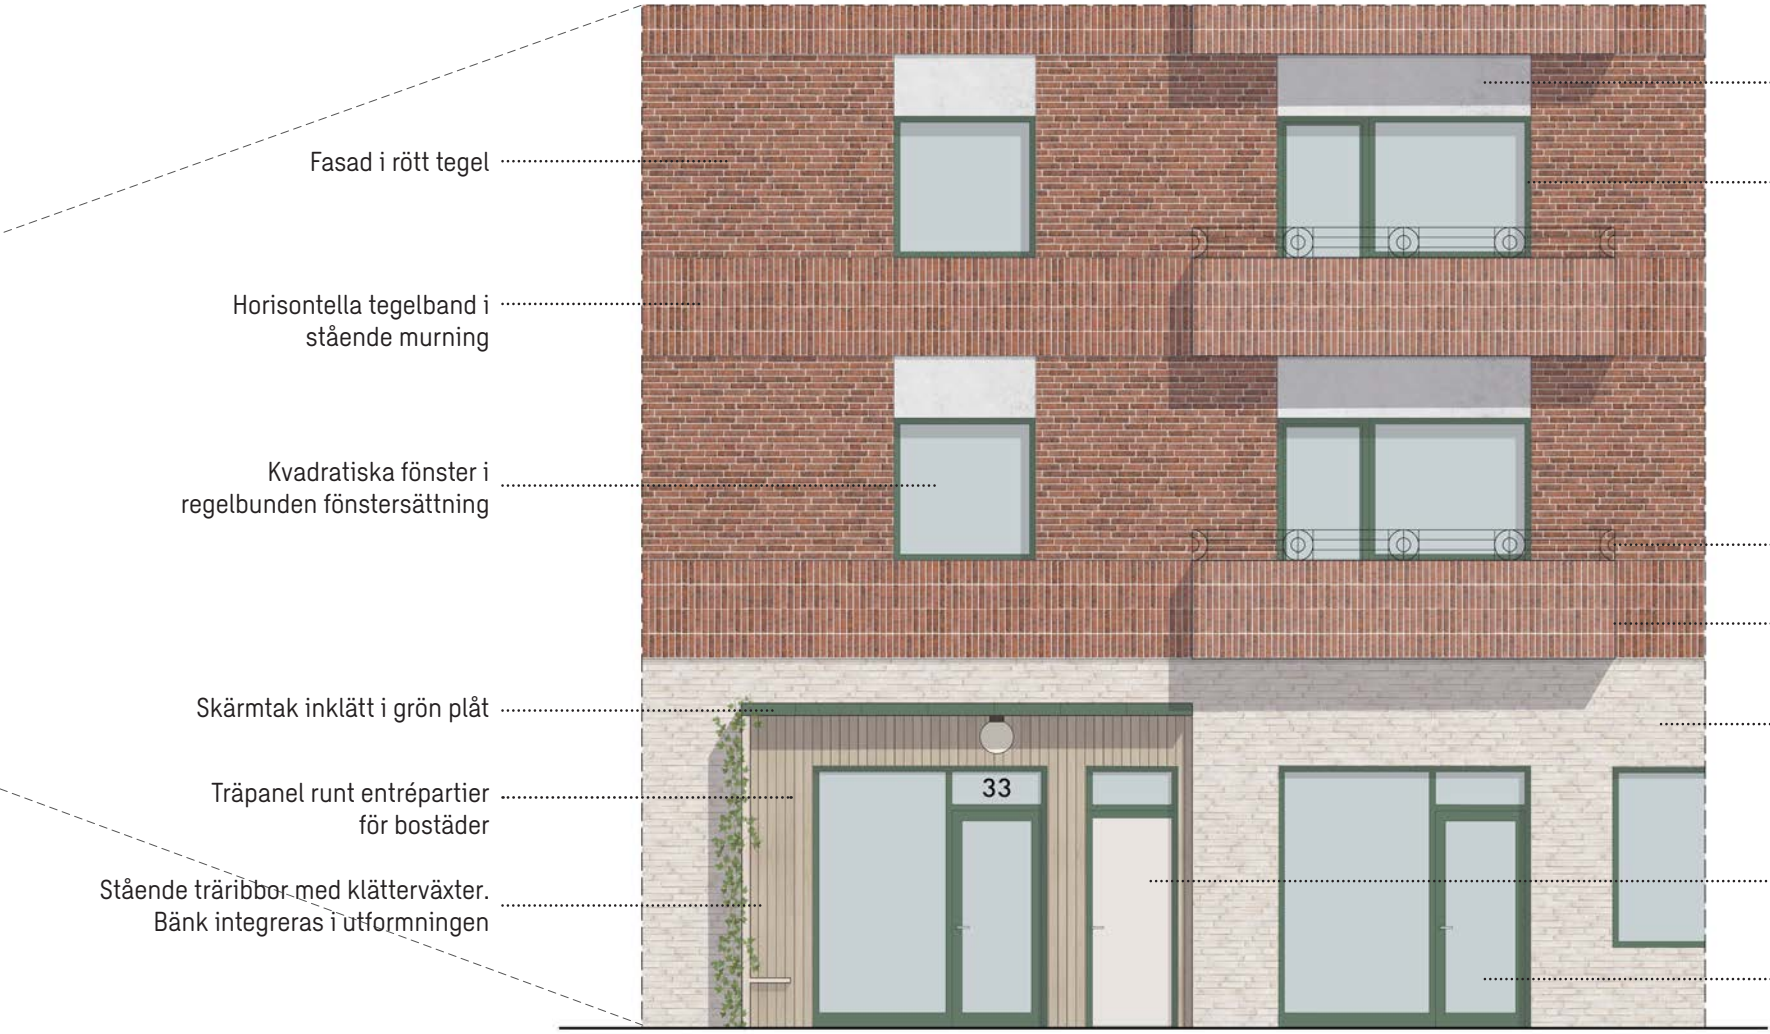 Fasad i rött tegel
Horisontella tegelband i
stående murning
Kvadratiska fönster i
regelbunden fönstersättning
Skärmtak inklätt i grön plåt
33
Träpanel runt entrépartier
för bostäder
Stående träribbor med klätterväxter.
Bänk integreras i utformningen